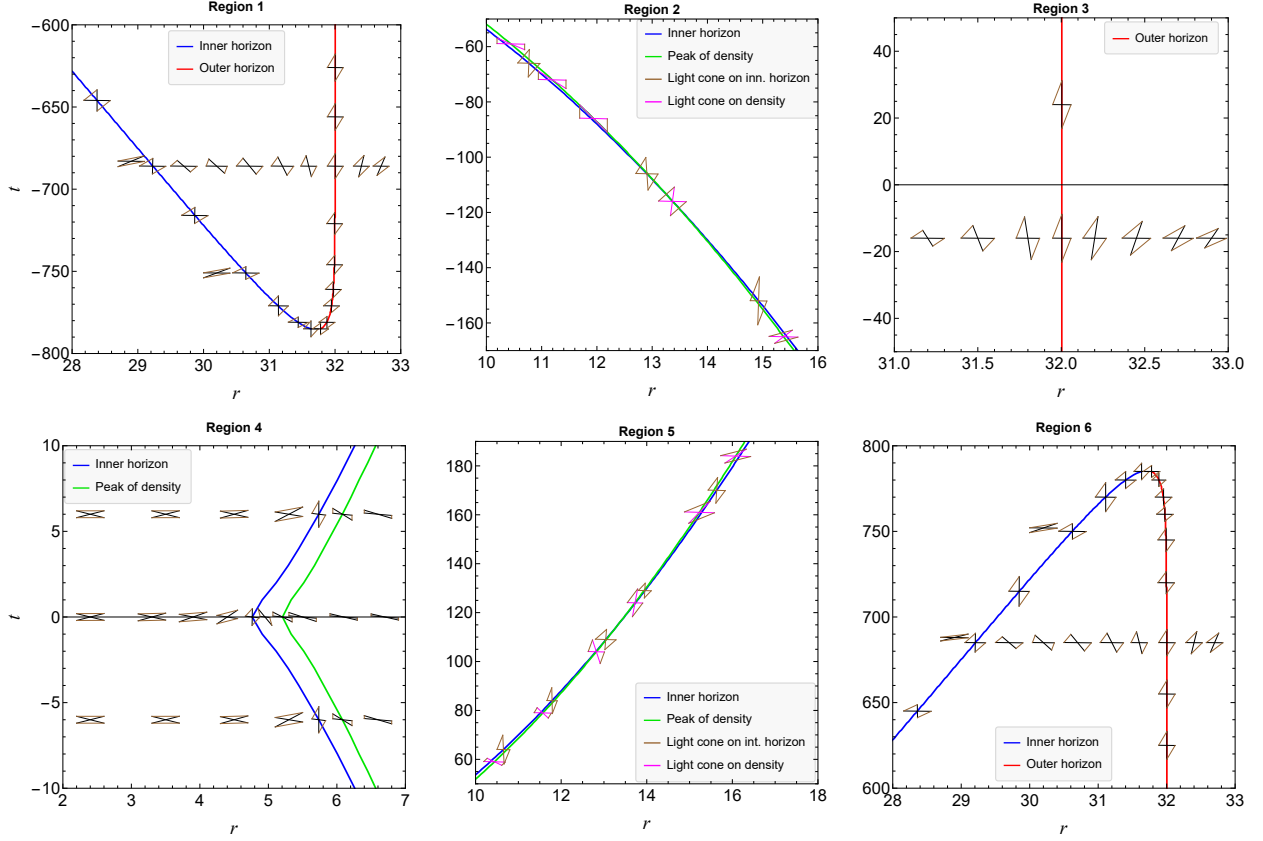 Region 1
−600
−650
−700
−750
−800
28
29
30
31
32
33
t
r
Inner horizon
Outer horizon
Region 2
−60
−80
−100
−120
−140
−160
10
11
12
13
14
15
16
r
Inner horizon
Peak of density
Light cone on inn. horizon
Light cone on density
Region 3
40
20
0
−20
−40
31.0
31.5
32.0
32.5
33.0
r
Outer horizon
Region 4
10
5
0
−5
−10
2
3
4
5
6
7
t
r
Inner horizon
Peak of density
Region 5
180
160
140
120
100
80
60
10
12
14
16
18
r
Inner horizon
Peak of density
Light cone on int. horizon
Light cone on density
Region 6
800
750
700
650
600
28
29
30
31
32
33
r
Inner horizon
Outer horizon